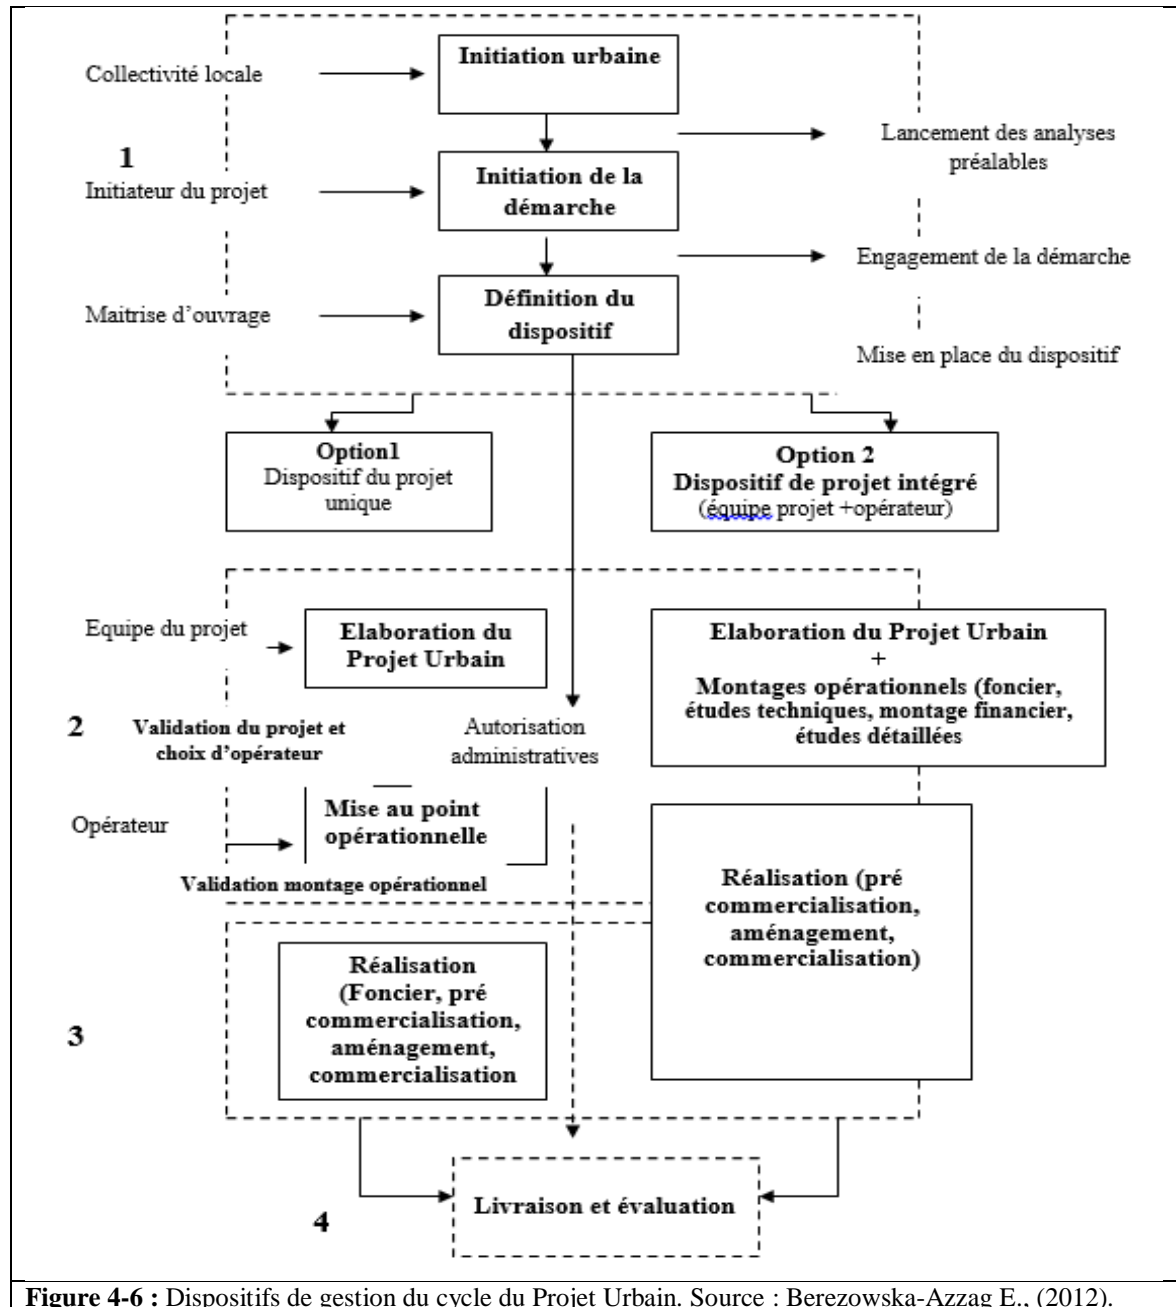 Initiation urbaine
Collectivité locale
Lancement des analyses
préalables
1
Initiateur du projet
Initiation de la
démarche
Engagement de la démarche
Maitrise d’ouvrage
Définition du
dispositif
Mise en place du dispositif
Option1
Dispositif du projet
unique
Option 2
Dispositif de projet intégré
(équipe projet +opérateur)
Equipe du projet
Elaboration du
Projet Urbain
Elaboration du Projet Urbain
+
Montages opérationnels (foncier,
études techniques, montage financier,
études détaillées
2
Validation du projet et
choix d’opérateur
Autorisation
administratives
Opérateur
Mise au point
opérationnelle
Validation montage opérationnel
Réalisation (pré
commercialisation,
aménagement,
commercialisation)
3
Réalisation
(Foncier, pré
commercialisation,
aménagement,
commercialisation
Livraison et évaluation
4
Figure 4-6 : Dispositifs de gestion du cycle du Projet Urbain. Source : Berezowska-Azzag E., (2012).